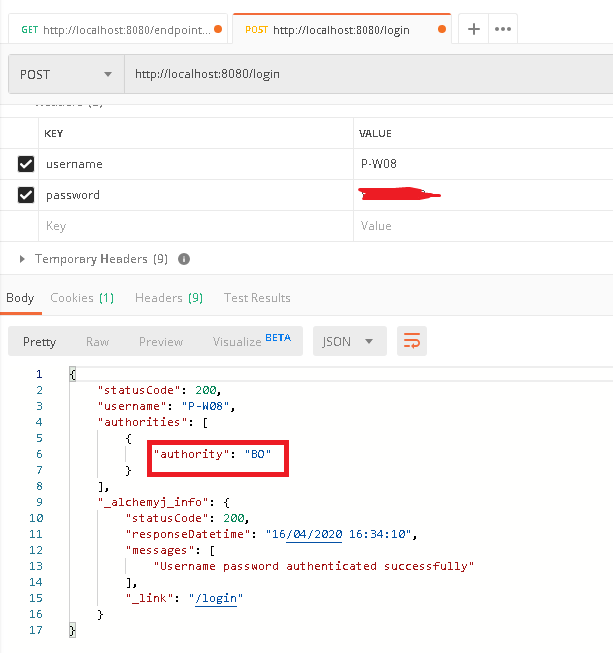 GET http://localhost:8080/endpoint... POST http://localhost:8080/login + •••
POST http://localhost:8080/login
KEY VALUE
username P-W08
password
Key Value
Temporary Headers (9) i
Body Cookies (1) Headers (9) Test Results
Pretty Raw Preview Visualize BETA JSON
1 {
2 "statusCode": 200,
3 "username": "P-W08",
4 "authorities": [
5 {
6 "authority": "BO"
7 }
8 ],
9 "_alchemyj_info": {
10 "statusCode": 200,
11 "responseDatetime": "16/04/2020 16:34:10",
12 "messages": [
13 "Username password authenticated successfully"
14 ],
15 "_link": "/login"
16 }
17 }